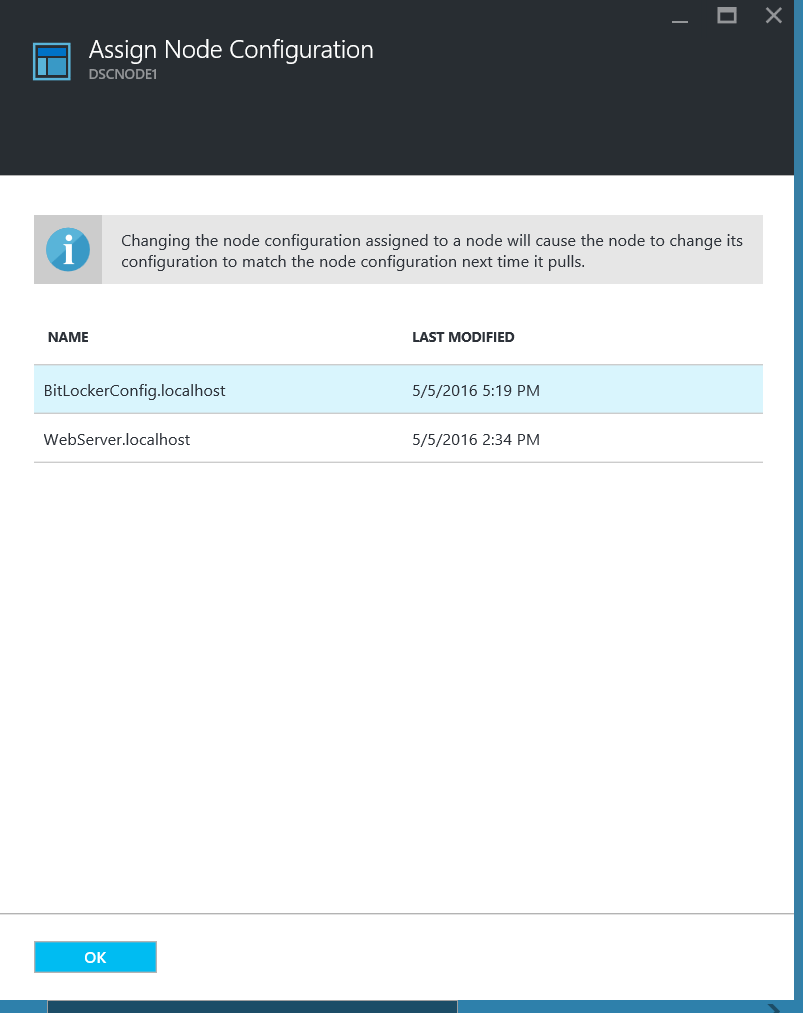 Assign Node Configuration
DSCNODE1
Changing the node configuration assigned to a node will cause the node to change its
configuration to match the node configuration next time it pulls.
NAME LAST MODIFIED
BitLockerConfig.localhost 5/5/2016 5:19 PM
WebServer.localhost 5/5/2016 2:34 PM
OK